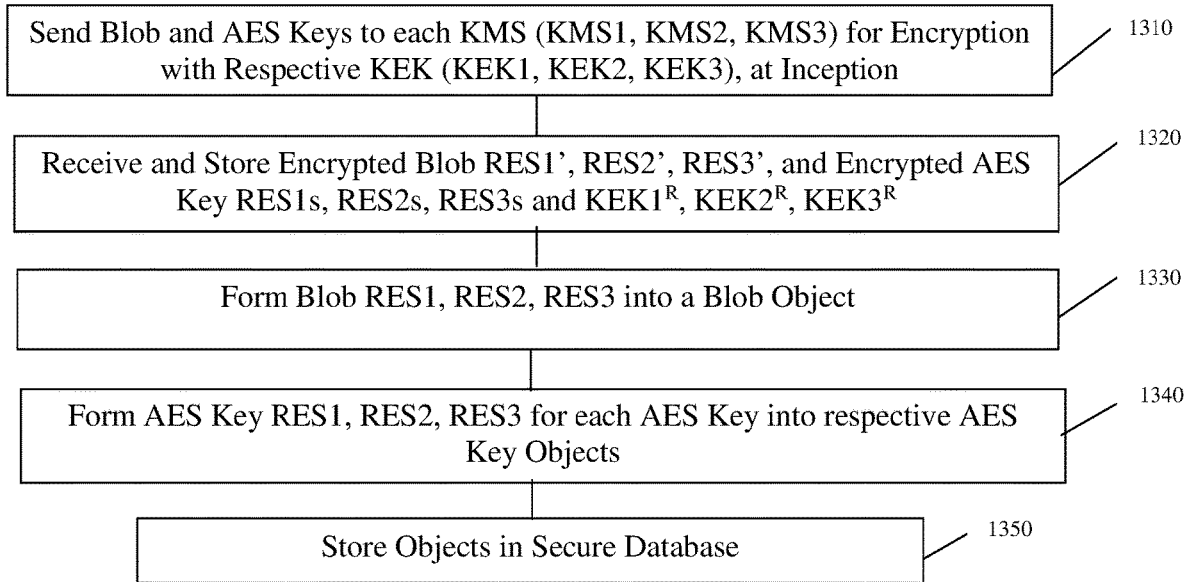 Send Blob and AES Keys to each KMS (KMS1, KMS2, KMS3) for Encryption
with Respective KEK (KEK1, KEK2, KEK3), at Inception
1310
Receive and Store Encrypted Blob RES1’, RES2’, RES3’, and Encrypted AES
Key RES1s, RES2s, RES3s and KEK1ᴿ, KEK2ᴿ, KEK3ᴿ
1320
Form Blob RES1, RES2, RES3 into a Blob Object
1330
Form AES Key RES1, RES2, RES3 for each AES Key into respective AES
Key Objects
1340
Store Objects in Secure Database
1350